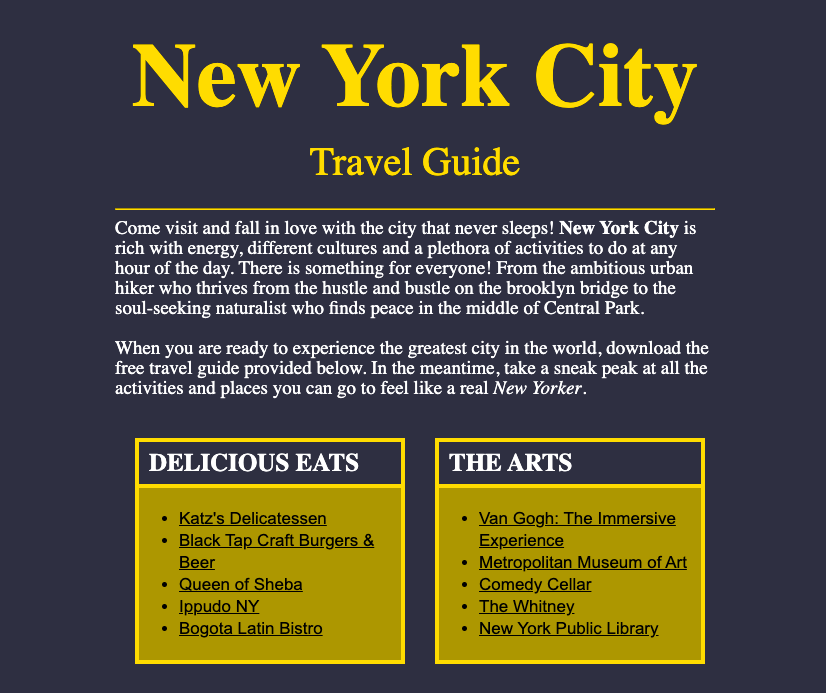 New York City
Travel Guide
Come visit and fall in love with the city that never sleeps! New York City is
rich with energy, different cultures and a plethora of activities to do at any
hour of the day. There is something for everyone! From the ambitious urban
hiker who thrives from the hustle and bustle on the brooklyn bridge to the
soul-seeking naturalist who finds peace in the middle of Central Park.
When you are ready to experience the greatest city in the world, download the
free travel guide provided below. In the meantime, take a sneak peak at all the
activities and places you can go to feel like a real New Yorker.
DELICIOUS EATS
• Katz's Delicatessen
• Black Tap Craft Burgers &
Beer
• Queen of Sheba
• Ippudo NY
• Bogota Latin Bistro
THE ARTS
• Van Gogh: The Immersive
Experience
• Metropolitan Museum of Art
• Comedy Cellar
• The Whitney
• New York Public Library